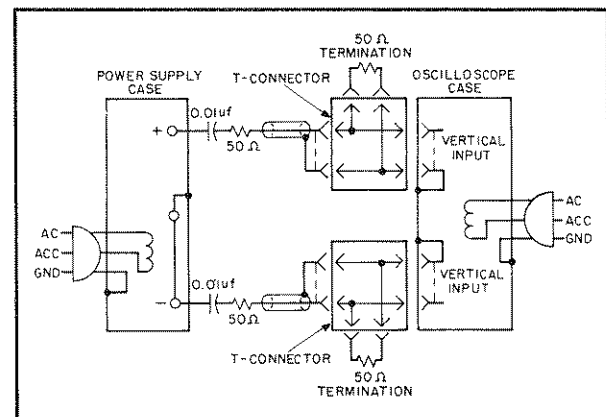 50 Ω
TERMINATION
T-CONNECTOR
POWER SUPPLY
CASE
OSCILLOSCOPE
CASE
0.01uf
+
50 Ω
VERTICAL
INPUT
AC
ACC
GND
AC
ACC
GND
0.01uf
-
50 Ω
VERTICAL
INPUT
T-CONNECTOR
50 Ω
TERMINATION